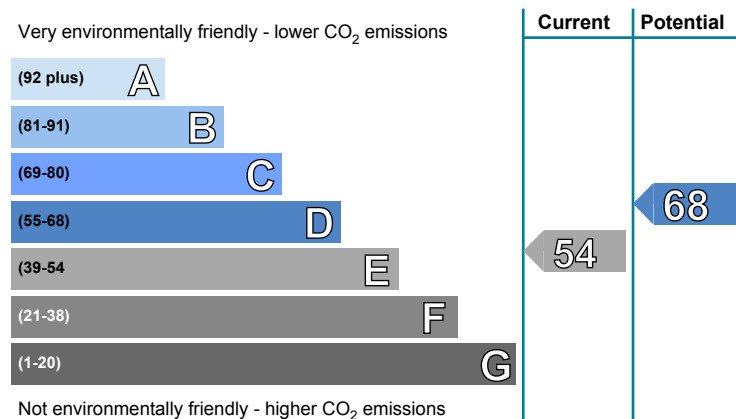 Current Potential
Very environmentally friendly - lower CO₂ emissions
(92 plus) A
(81-91) B
(69-80) C
(55-68) D
(39-54 E
(21-38) F
(1-20) G
54
68
Not environmentally friendly - higher CO₂ emissions